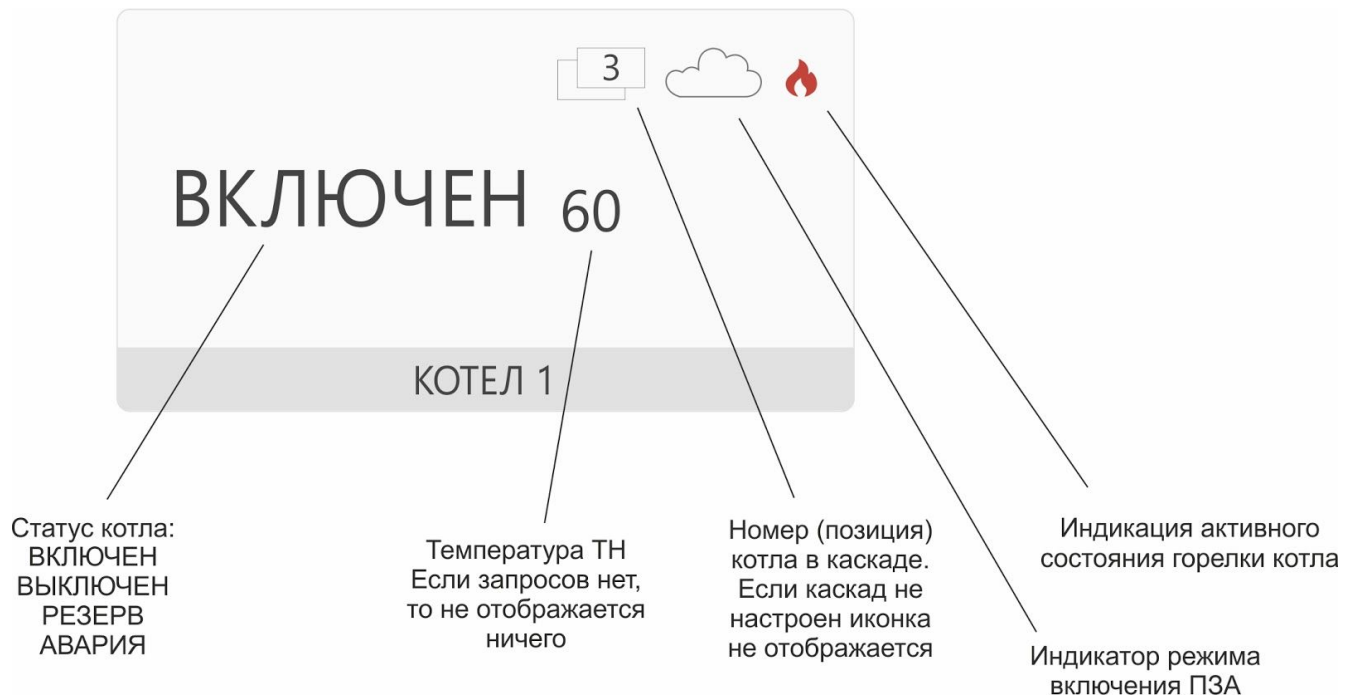 3
ВКЛЮЧЕН 60
КОТЕЛ 1
Статус котла:
ВКЛЮЧЕН
ВЫКЛЮЧЕН
РЕЗЕРВ
АВАРИЯ
Температура ТН
Если запросов нет,
то не отображается
ничего
Номер (позиция)
котла в каскаде.
Если каскад не
настроен иконка
не отображается
Индикация активного
состояния горелки котла
Индикатор режима
включения ПЗА